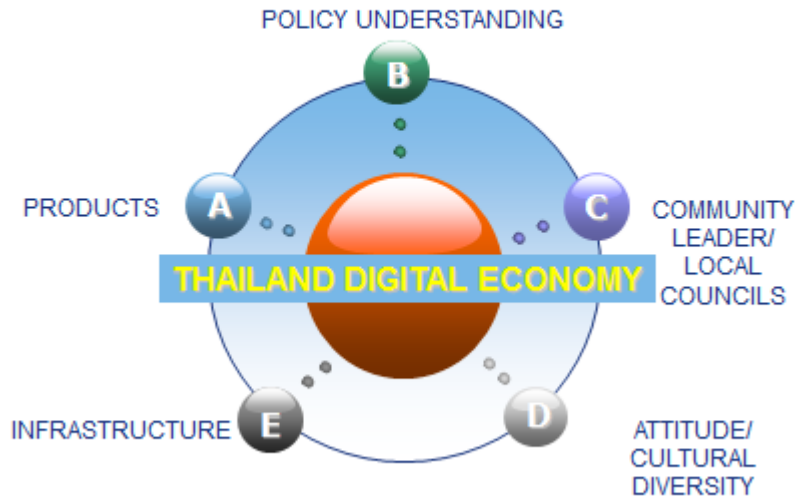 POLICY UNDERSTANDING
B
PRODUCTS
A
C
COMMUNITY
LEADER/
LOCAL
COUNCILS
THAILAND DIGITAL ECONOMY
INFRASTRUCTURE
E
D
ATTITUDE/
CULTURAL
DIVERSITY